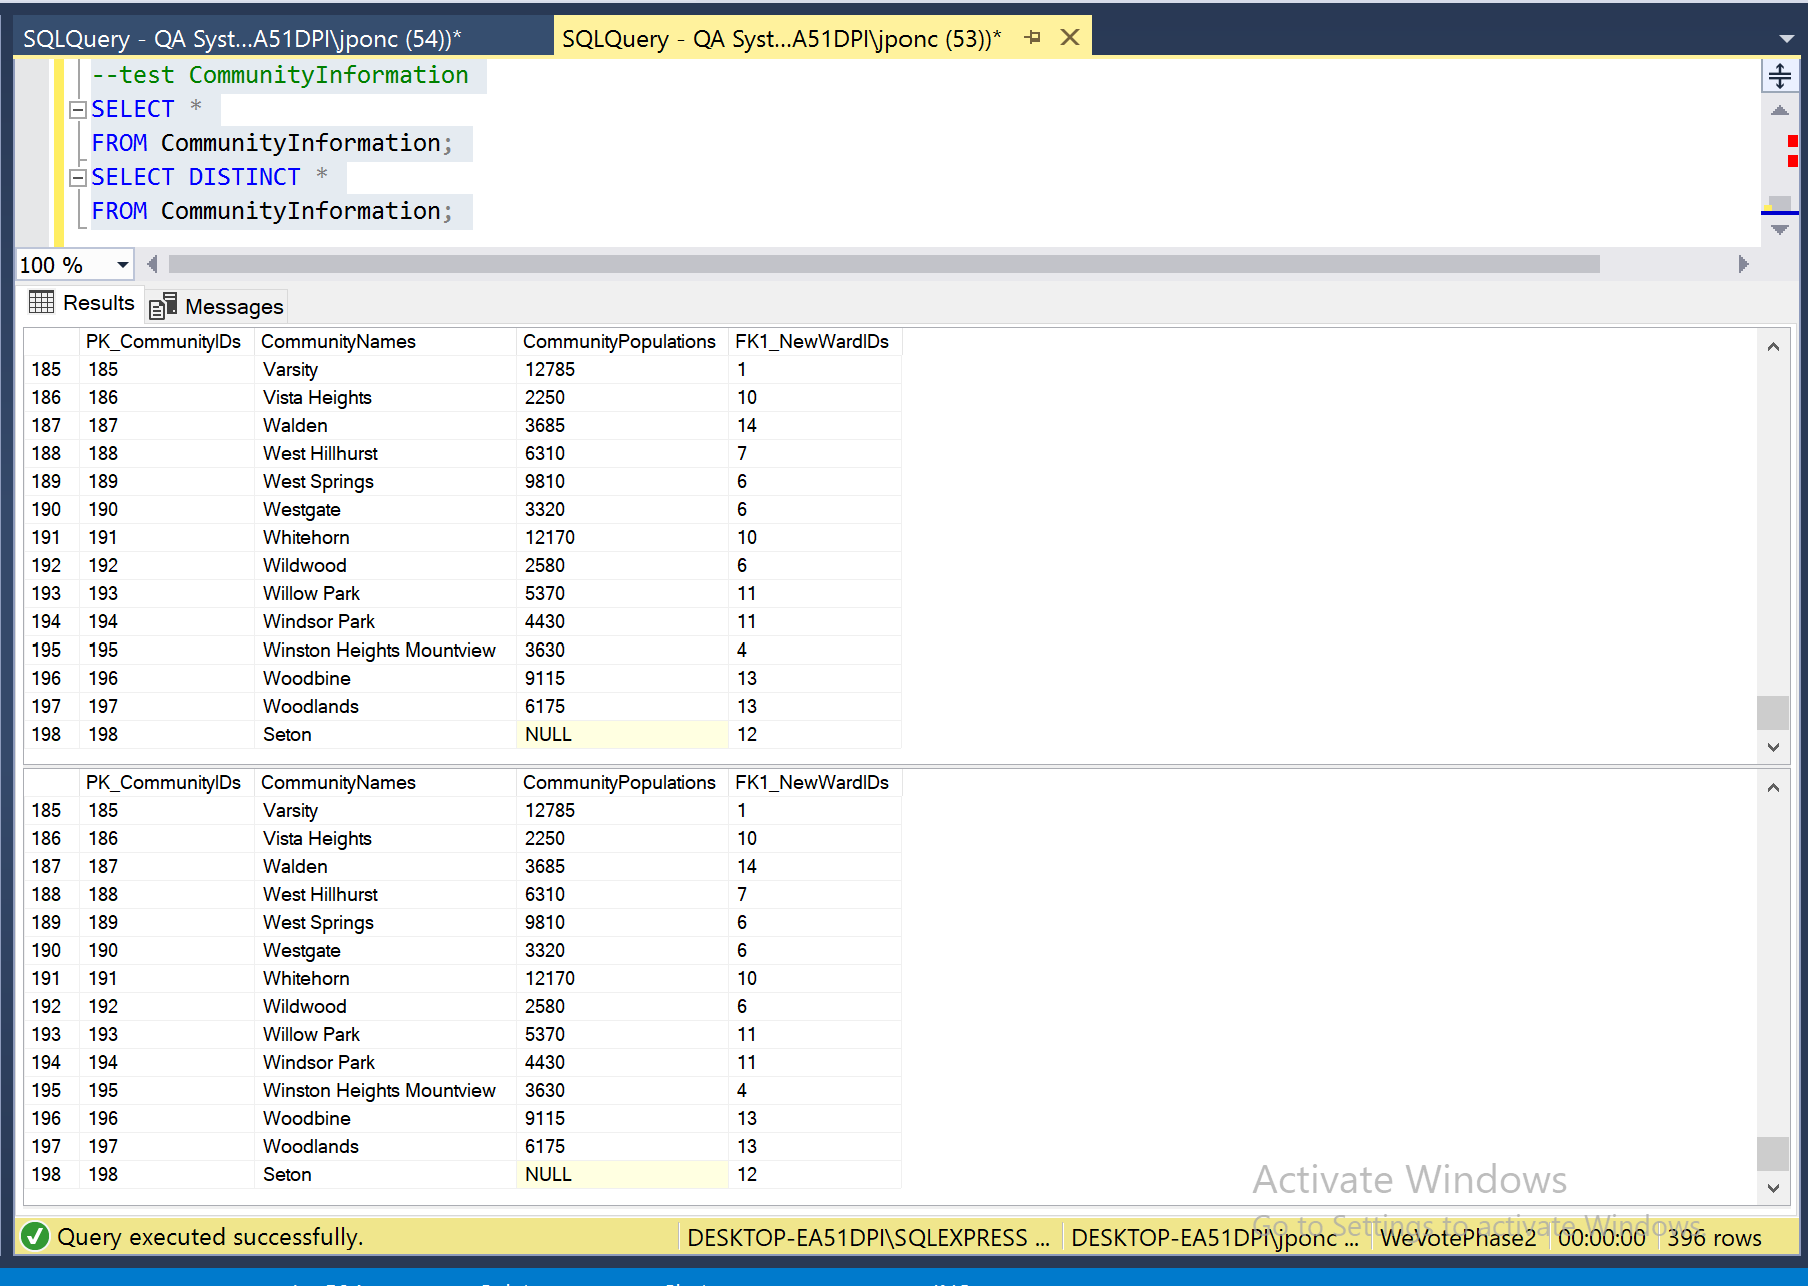 SQLQuery - QA Syst...A51DPI\jponc (54))* SQLQuery - QA Syst...A51DPI\jponc (53))*
--test CommunityInformation
SELECT *
FROM CommunityInformation;
SELECT DISTINCT *
FROM CommunityInformation;
100 %
Results Messages
PK_CommunityIDs CommunityNames CommunityPopulations FK1_NewWardIDs
185 185 Varsity 12785 1
186 186 Vista Heights 2250 10
187 187 Walden 3685 14
188 188 West Hillhurst 6310 7
189 189 West Springs 9810 6
190 190 Westgate 3320 6
191 191 Whitehorn 12170 10
192 192 Wildwood 2580 6
193 193 Willow Park 5370 11
194 194 Windsor Park 4430 11
195 195 Winston Heights Mountview 3630 4
196 196 Woodbine 9115 13
197 197 Woodlands 6175 13
198 198 Seton NULL 12
PK_CommunityIDs CommunityNames CommunityPopulations FK1_NewWardIDs
185 185 Varsity 12785 1
186 186 Vista Heights 2250 10
187 187 Walden 3685 14
188 188 West Hillhurst 6310 7
189 189 West Springs 9810 6
190 190 Westgate 3320 6
191 191 Whitehorn 12170 10
192 192 Wildwood 2580 6
193 193 Willow Park 5370 11
194 194 Windsor Park 4430 11
195 195 Winston Heights Mountview 3630 4
196 196 Woodbine 9115 13
197 197 Woodlands 6175 13
198 198 Seton NULL 12
Activate Windows
Go to Settings to activate Windows.
Query executed successfully. DESKTOP-EA51DPI\SQLEXPRESS ... DESKTOP-EA51DPI\jponc ... WeVotePhase2 00:00:00 396 rows